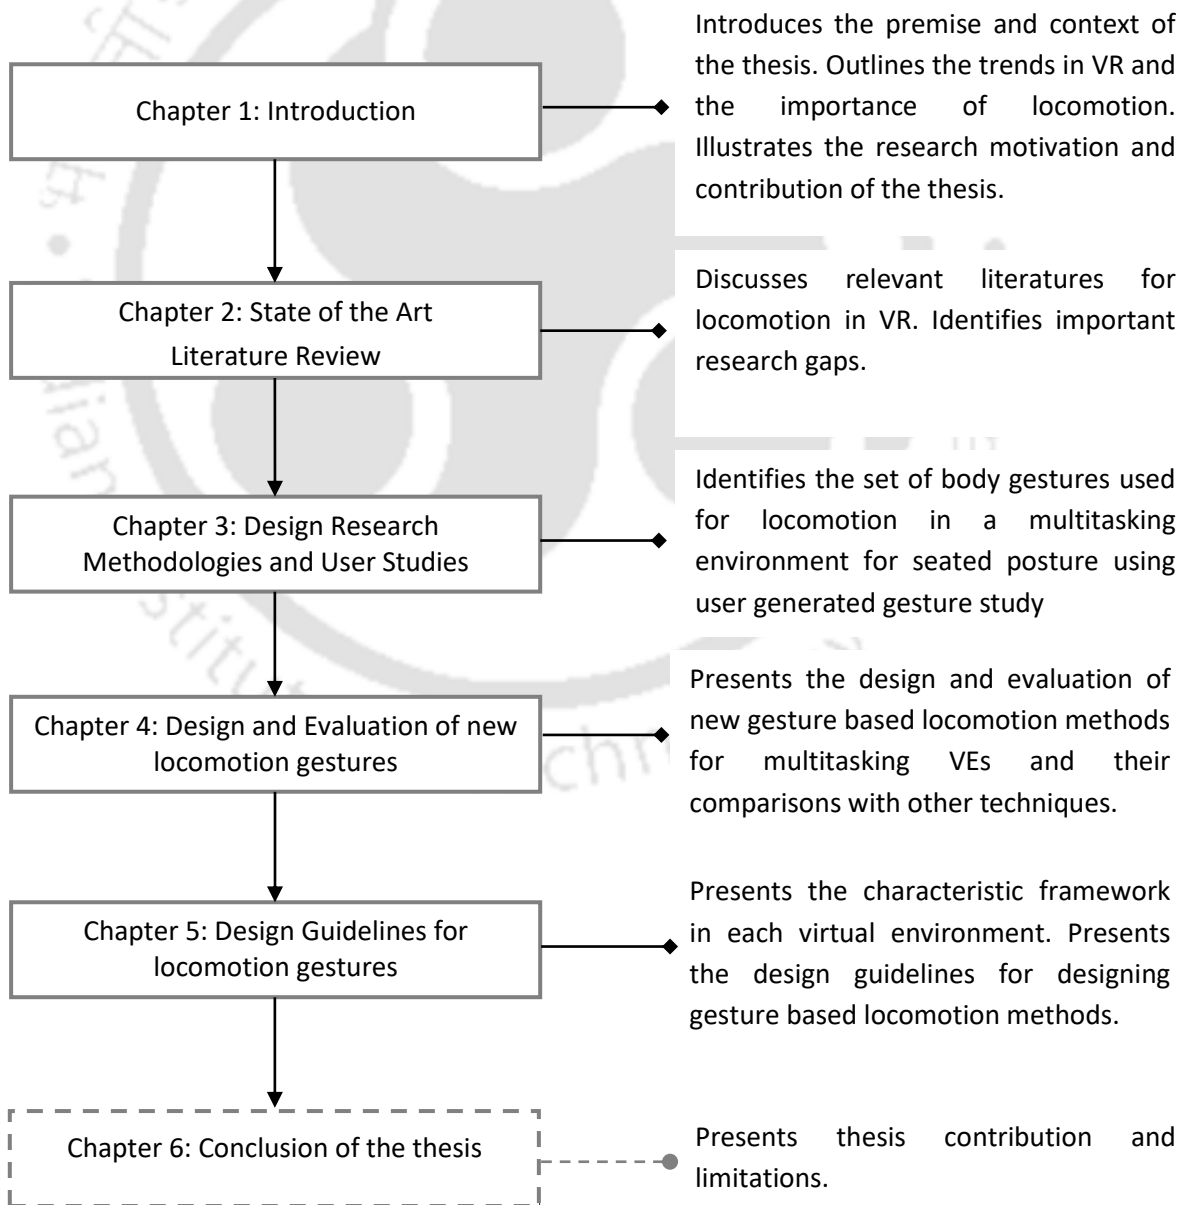 Chapter 1: Introduction
Introduces the premise and context of
the thesis. Outlines the trends in VR and
the importance of locomotion.
Illustrates the research motivation and
contribution of the thesis.
Chapter 2: State of the Art
Literature Review
Discusses relevant literatures for
locomotion in VR. Identifies important
research gaps.
Chapter 3: Design Research
Methodologies and User Studies
Identifies the set of body gestures used
for locomotion in a multitasking
environment for seated posture using
user generated gesture study
Chapter 4: Design and Evaluation of new
locomotion gestures
Presents the design and evaluation of
new gesture based locomotion methods
for multitasking VEs and their
comparisons with other techniques.
Chapter 5: Design Guidelines for
locomotion gestures
Presents the characteristic framework
in each virtual environment. Presents
the design guidelines for designing
gesture based locomotion methods.
Chapter 6: Conclusion of the thesis
Presents thesis contribution and
limitations.